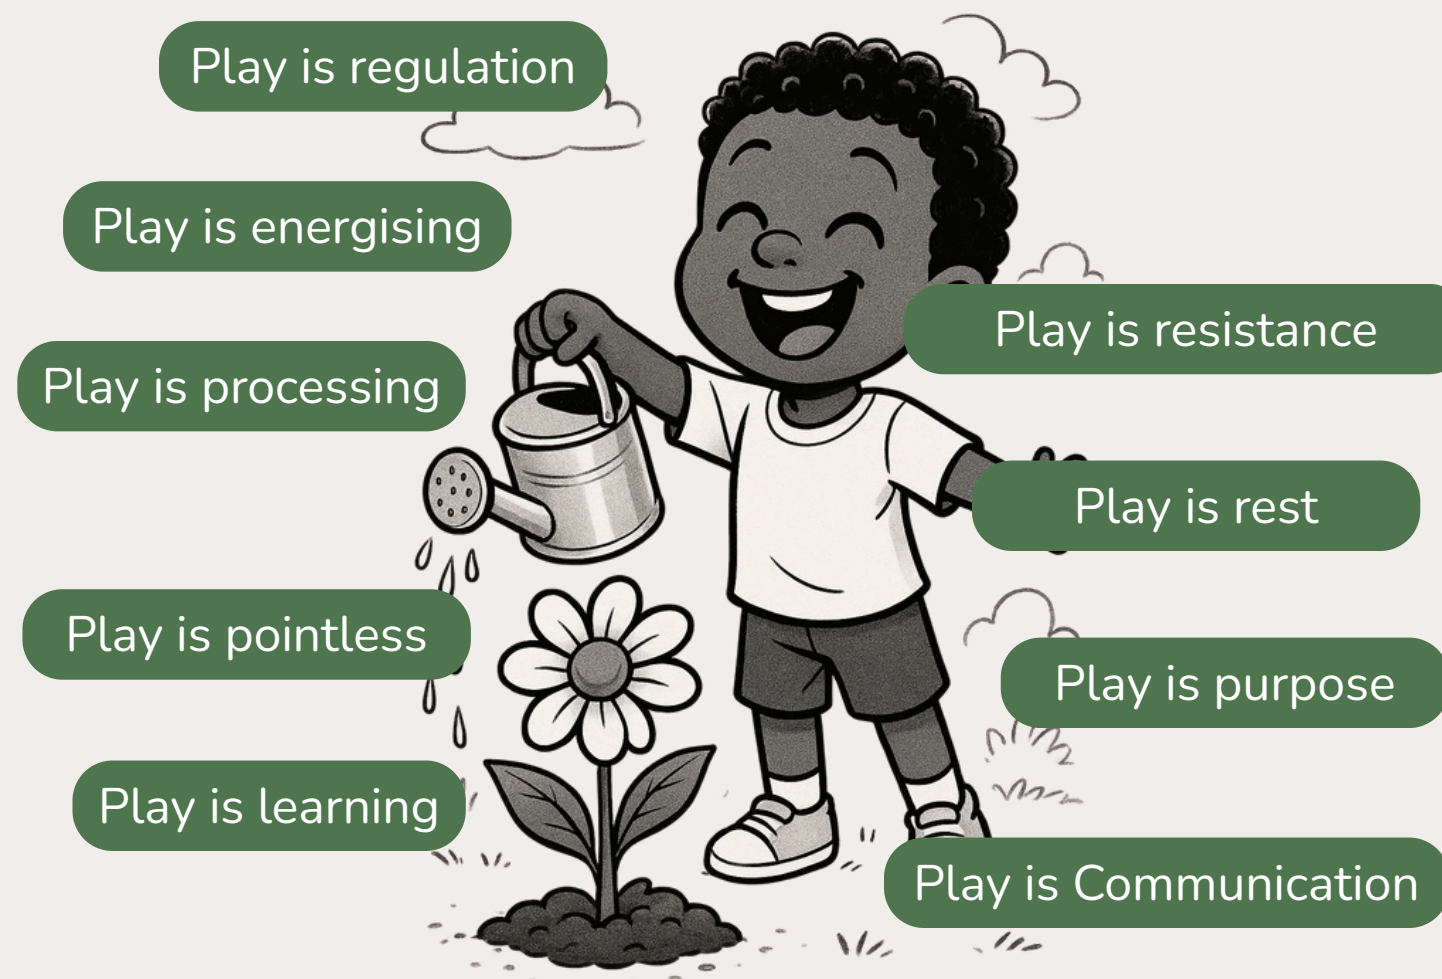 Play is regulation
Play is energising
Play is processing
Play is pointless
Play is learning
Play is resistance
Play is rest
Play is purpose
Play is Communication